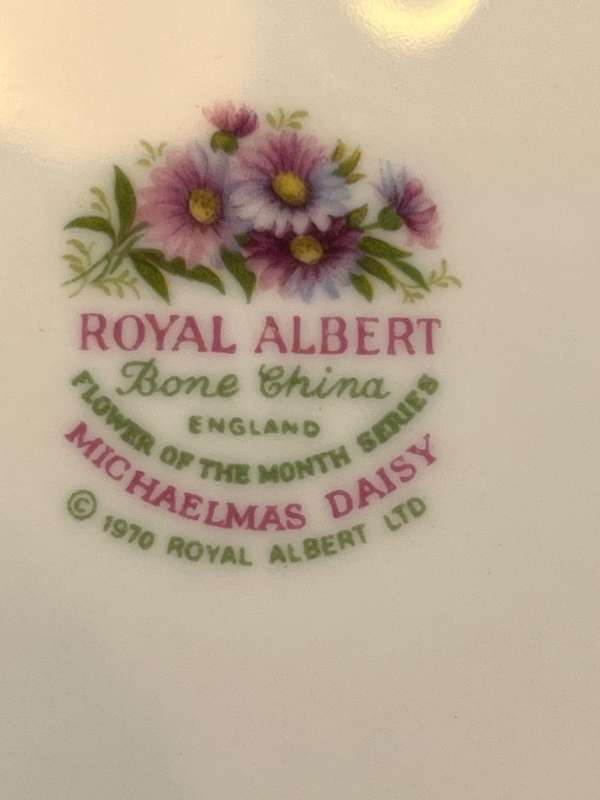 ROYAL ALBERT
Bone China
ENGLAND
FLOWER OF THE MONTH SERIES
MICHAELMAS DAISY
© 1970 ROYAL ALBERT LTD